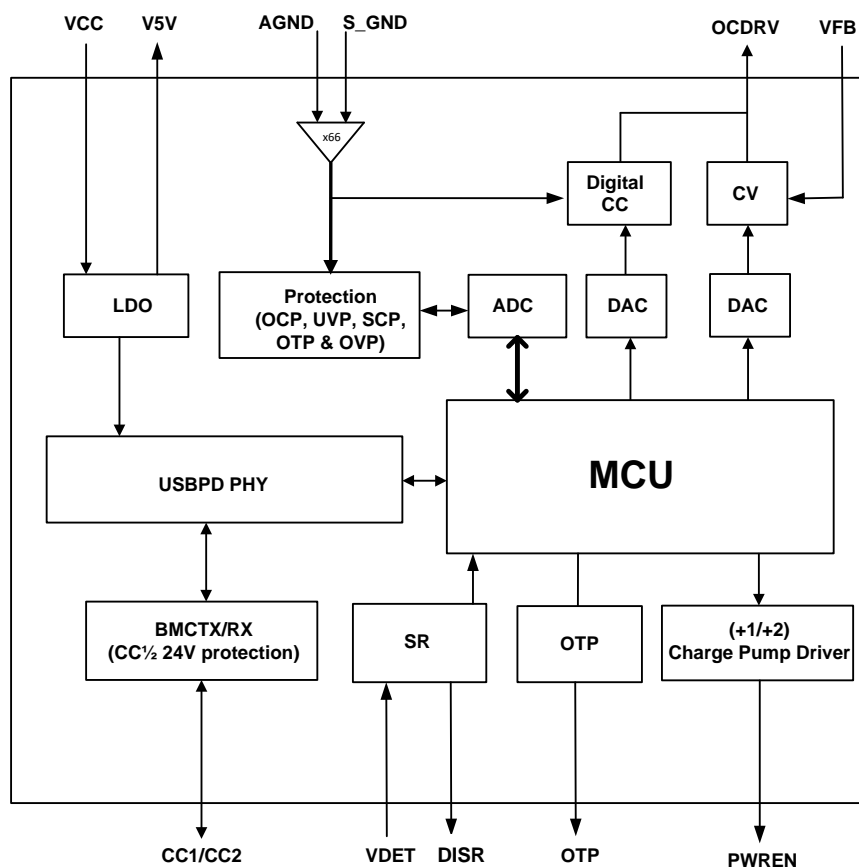 VCC
V5V
AGND
S_GND
OCDRV
VFB
x66
Digital
CC
CV
LDO
Protection
(OCP, UVP, SCP,
OTP & OVP)
ADC
DAC
DAC
MCU
USBPD PHY
BMCTX/RX
(CC½ 24V protection)
SR
OTP
(+1/+2)
Charge Pump Driver
CC1/CC2
VDET
DISR
OTP
PWREN